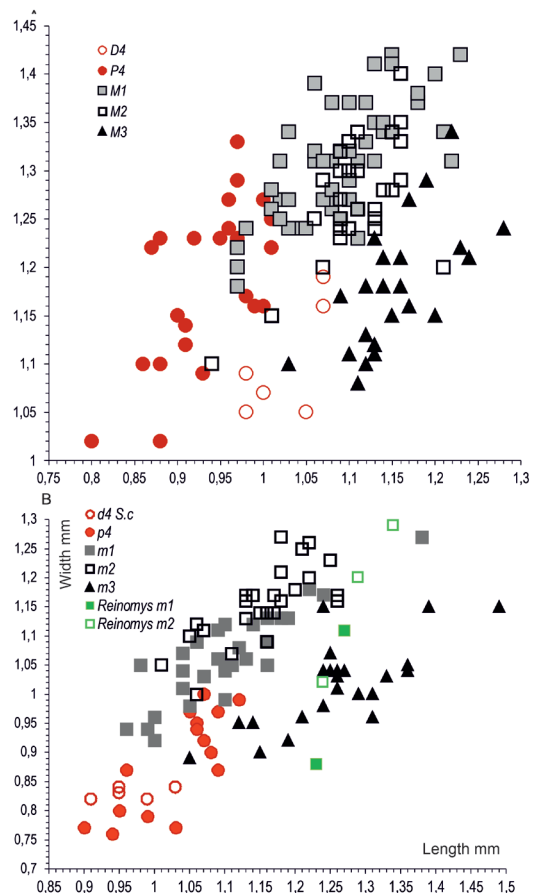 A
1,45
D4
P4
M1
M2
M3
1,4
1,35
1,3
1,25
1,2
1,15
1,1
1,05
1
0,75 0,8 0,85 0,9 0,95 1 1,05 1,1 1,15 1,2 1,25 1,3
B
1,3
Width mm
d4 S.c
p4
m1
m2
m3
Reinomys m1
Reinomys m2
1,25
1,2
1,15
1,1
1,05
1
0,95
0,9
0,85
0,8
0,75
0,7
Length mm
0,85 0,9 0,95 1 1,05 1,1 1,15 1,2 1,25 1,3 1,35 1,4 1,45 1,5